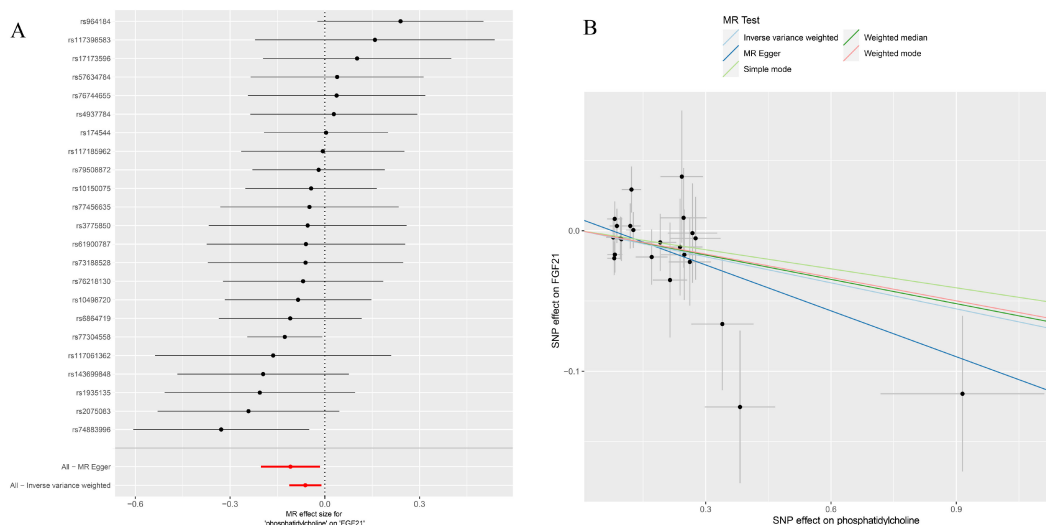 A
rs964184
rs117398583
rs17173596
rs57634784
rs76744655
rs4937784
rs174544
rs117185962
rs79508872
rs10150075
rs77456635
rs3775850
rs61900787
rs73188528
rs76218130
rs10498720
rs6864719
rs77304558
rs117061362
rs143699848
rs1935135
rs2075083
rs74883996
All − MR Egger
All − Inverse variance weighted
−0.6
−0.3
0.0
0.3
MR effect size for
'phosphatidylcholine' on 'FGF21'
B
MR Test
Inverse variance weighted
MR Egger
Simple mode
Weighted median
Weighted mode
0.0
−0.1
SNP effect on FGF21
0.3
0.6
0.9
SNP effect on phosphatidylcholine